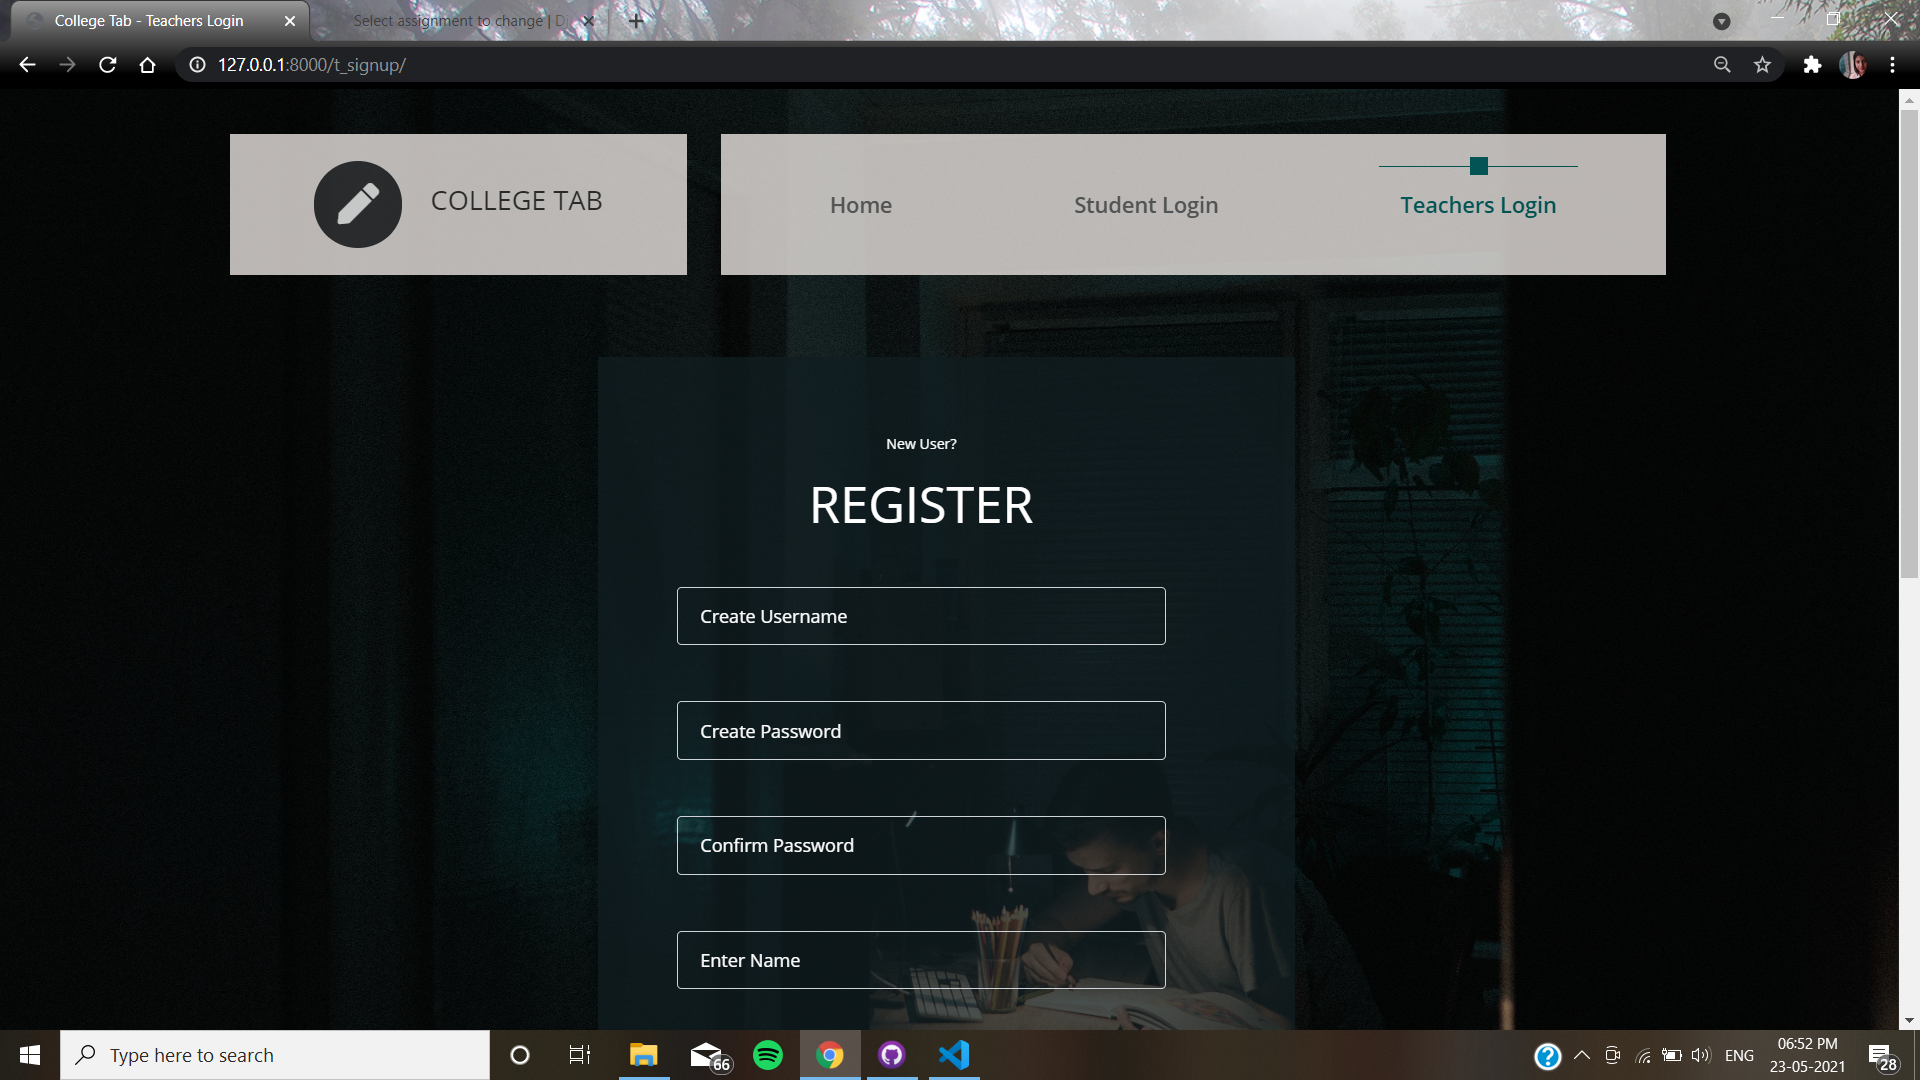 College Tab - Teachers Login
Select assignment to change | Dj
127.0.0.1:8000/t_signup/
COLLEGE TAB
Home
Student Login
Teachers Login
New User?
REGISTER
Create Username
Create Password
Confirm Password
Enter Name
Type here to search
66
ENG
06:52 PM
23-05-2021
28